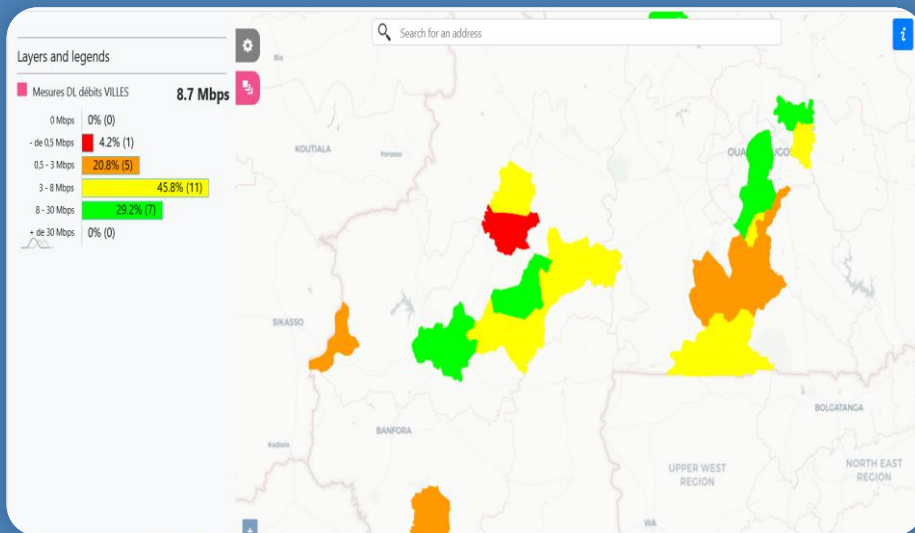 Search for an address
i
Layers and legends
Mesures DL débits VILLES 8.7 Mbps
0 Mbps 0% (0)
- de 0,5 Mbps 4.2% (1)
0,5 - 3 Mbps 20.8% (5)
3 - 8 Mbps 45.8% (11)
8 - 30 Mbps 29.2% (7)
+ de 30 Mbps 0% (0)
Bla
KOUTIALA
Yorosso
SIKASSO
Kadiolo
BANFORA
BOLGATANGA
UPPER WEST
REGION
NORTH EAST
REGION
WA
+